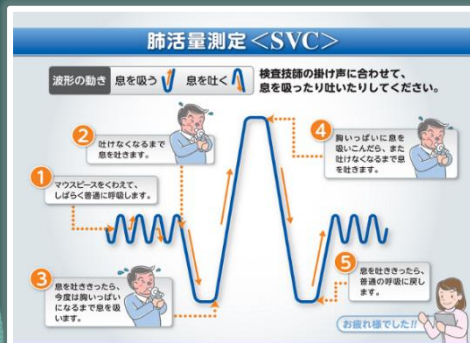 肺活量測定<SVC>
波形の動き 息を吸う 息を吐く
検査技師の掛け声に合わせて、
息を吸ったり吐いたりしてください。
2
吐けなくなるまで
息を吐きます。
4
胸いっぱいに息を
吸いこんだら、また
吐けなくなるまで息
を吐きます。
1
マウスピースをくわえて、
しばらく普通に呼吸します。
3
息を吐ききったら、
今度は胸いっぱい
になるまで息を吸
います。
5
息を吐ききったら、
普通の呼吸に戻し
ます。
お疲れ様でした!!